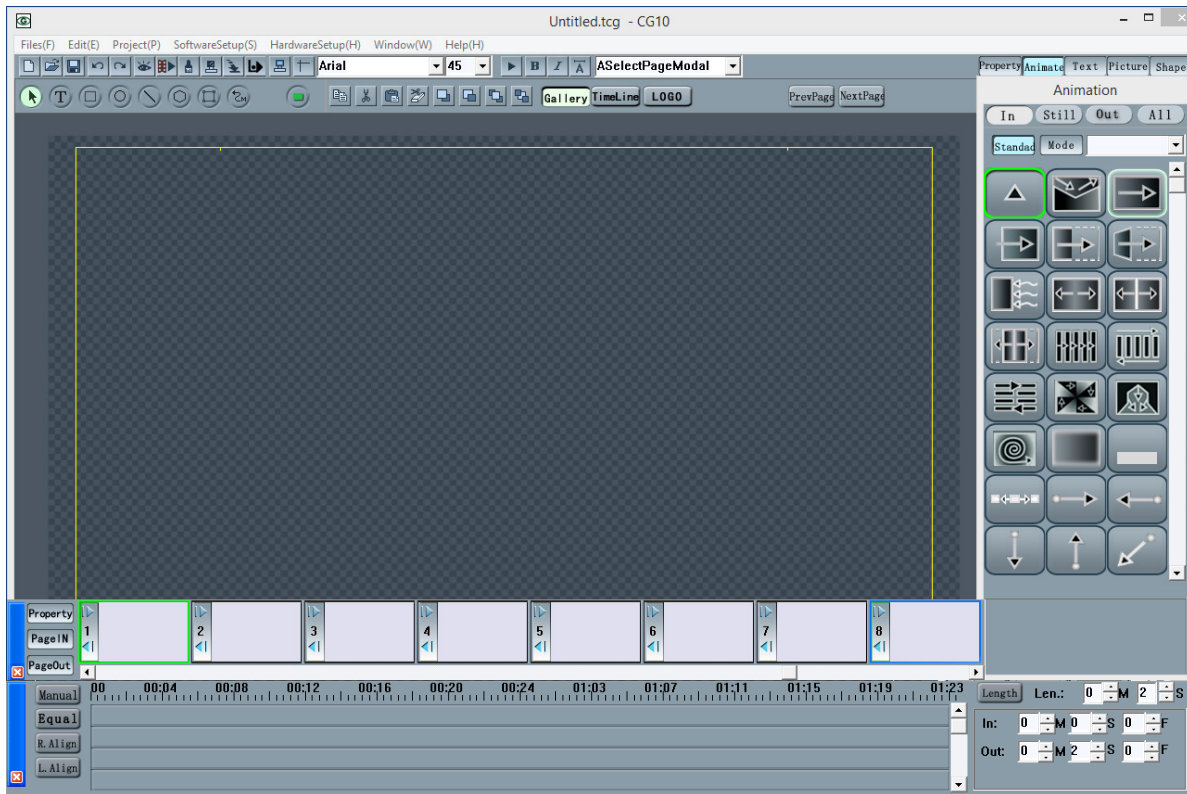 Untitled.tcg - CG10
Files(F) Edit(E) Project(P) SoftwareSetup(S) HardwareSetup(H) Window(W) Help(H)
Arial 45 B I A ASelectPageModal
Property Animate Text Picture Shape
T CM Gallery TimeLine LOGO PrevPage NextPage
Animation
In Still Out All
Standad Mode
Property
PageIN
PageOut
1 2 3 4 5 6 7 8
00 00:04 00:08 00:12 00:16 00:20 00:24 01:03 01:07 01:11 01:15 01:19 01:23
Manual
Equal
R.Align
L.Align
Length Len.: 0 M 2 S
In: 0 M 0 S 0 F
Out: 0 M 2 S 0 F